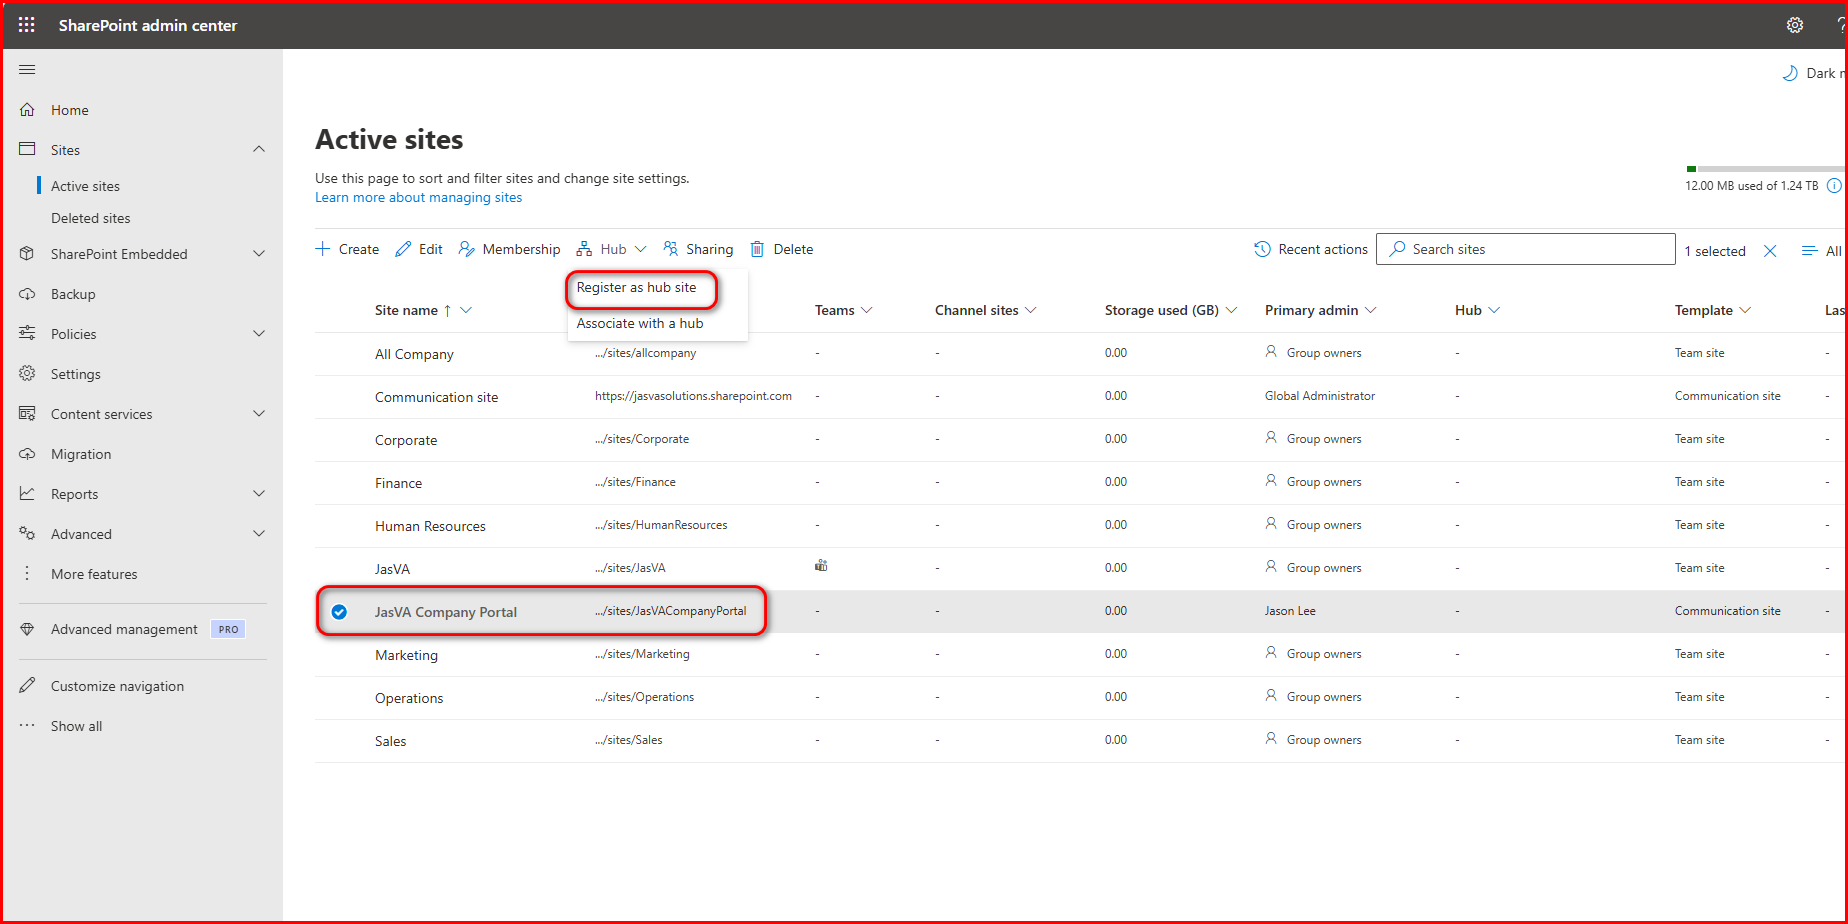 SharePoint admin center
Dark
Home
Sites
Active sites
Deleted sites
SharePoint Embedded
Backup
Policies
Settings
Content services
Migration
Reports
Advanced
More features
Advanced management PRO
Customize navigation
Show all
Active sites
Use this page to sort and filter sites and change site settings.
Learn more about managing sites
12.00 MB used of 1.24 TB
Create Edit Membership Hub Sharing Delete Recent actions Search sites 1 selected All
Register as hub site
Associate with a hub
Site name ↑ Teams Channel sites Storage used (GB) Primary admin Hub Template Las
All Company .../sites/allcompany - - 0.00 Group owners - Team site -
Communication site https://jasvasolutions.sharepoint.com - - 0.00 Global Administrator - Communication site -
Corporate .../sites/Corporate - - 0.00 Group owners - Team site -
Finance .../sites/Finance - - 0.00 Group owners - Team site -
Human Resources .../sites/HumanResources - - 0.00 Group owners - Team site -
JasVA .../sites/JasVA - 0.00 Group owners - Team site -
JasVA Company Portal .../sites/JasVACompanyPortal - - 0.00 Jason Lee - Communication site -
Marketing .../sites/Marketing - - 0.00 Group owners - Team site -
Operations .../sites/Operations - - 0.00 Group owners - Team site -
Sales .../sites/Sales - - 0.00 Group owners - Team site -